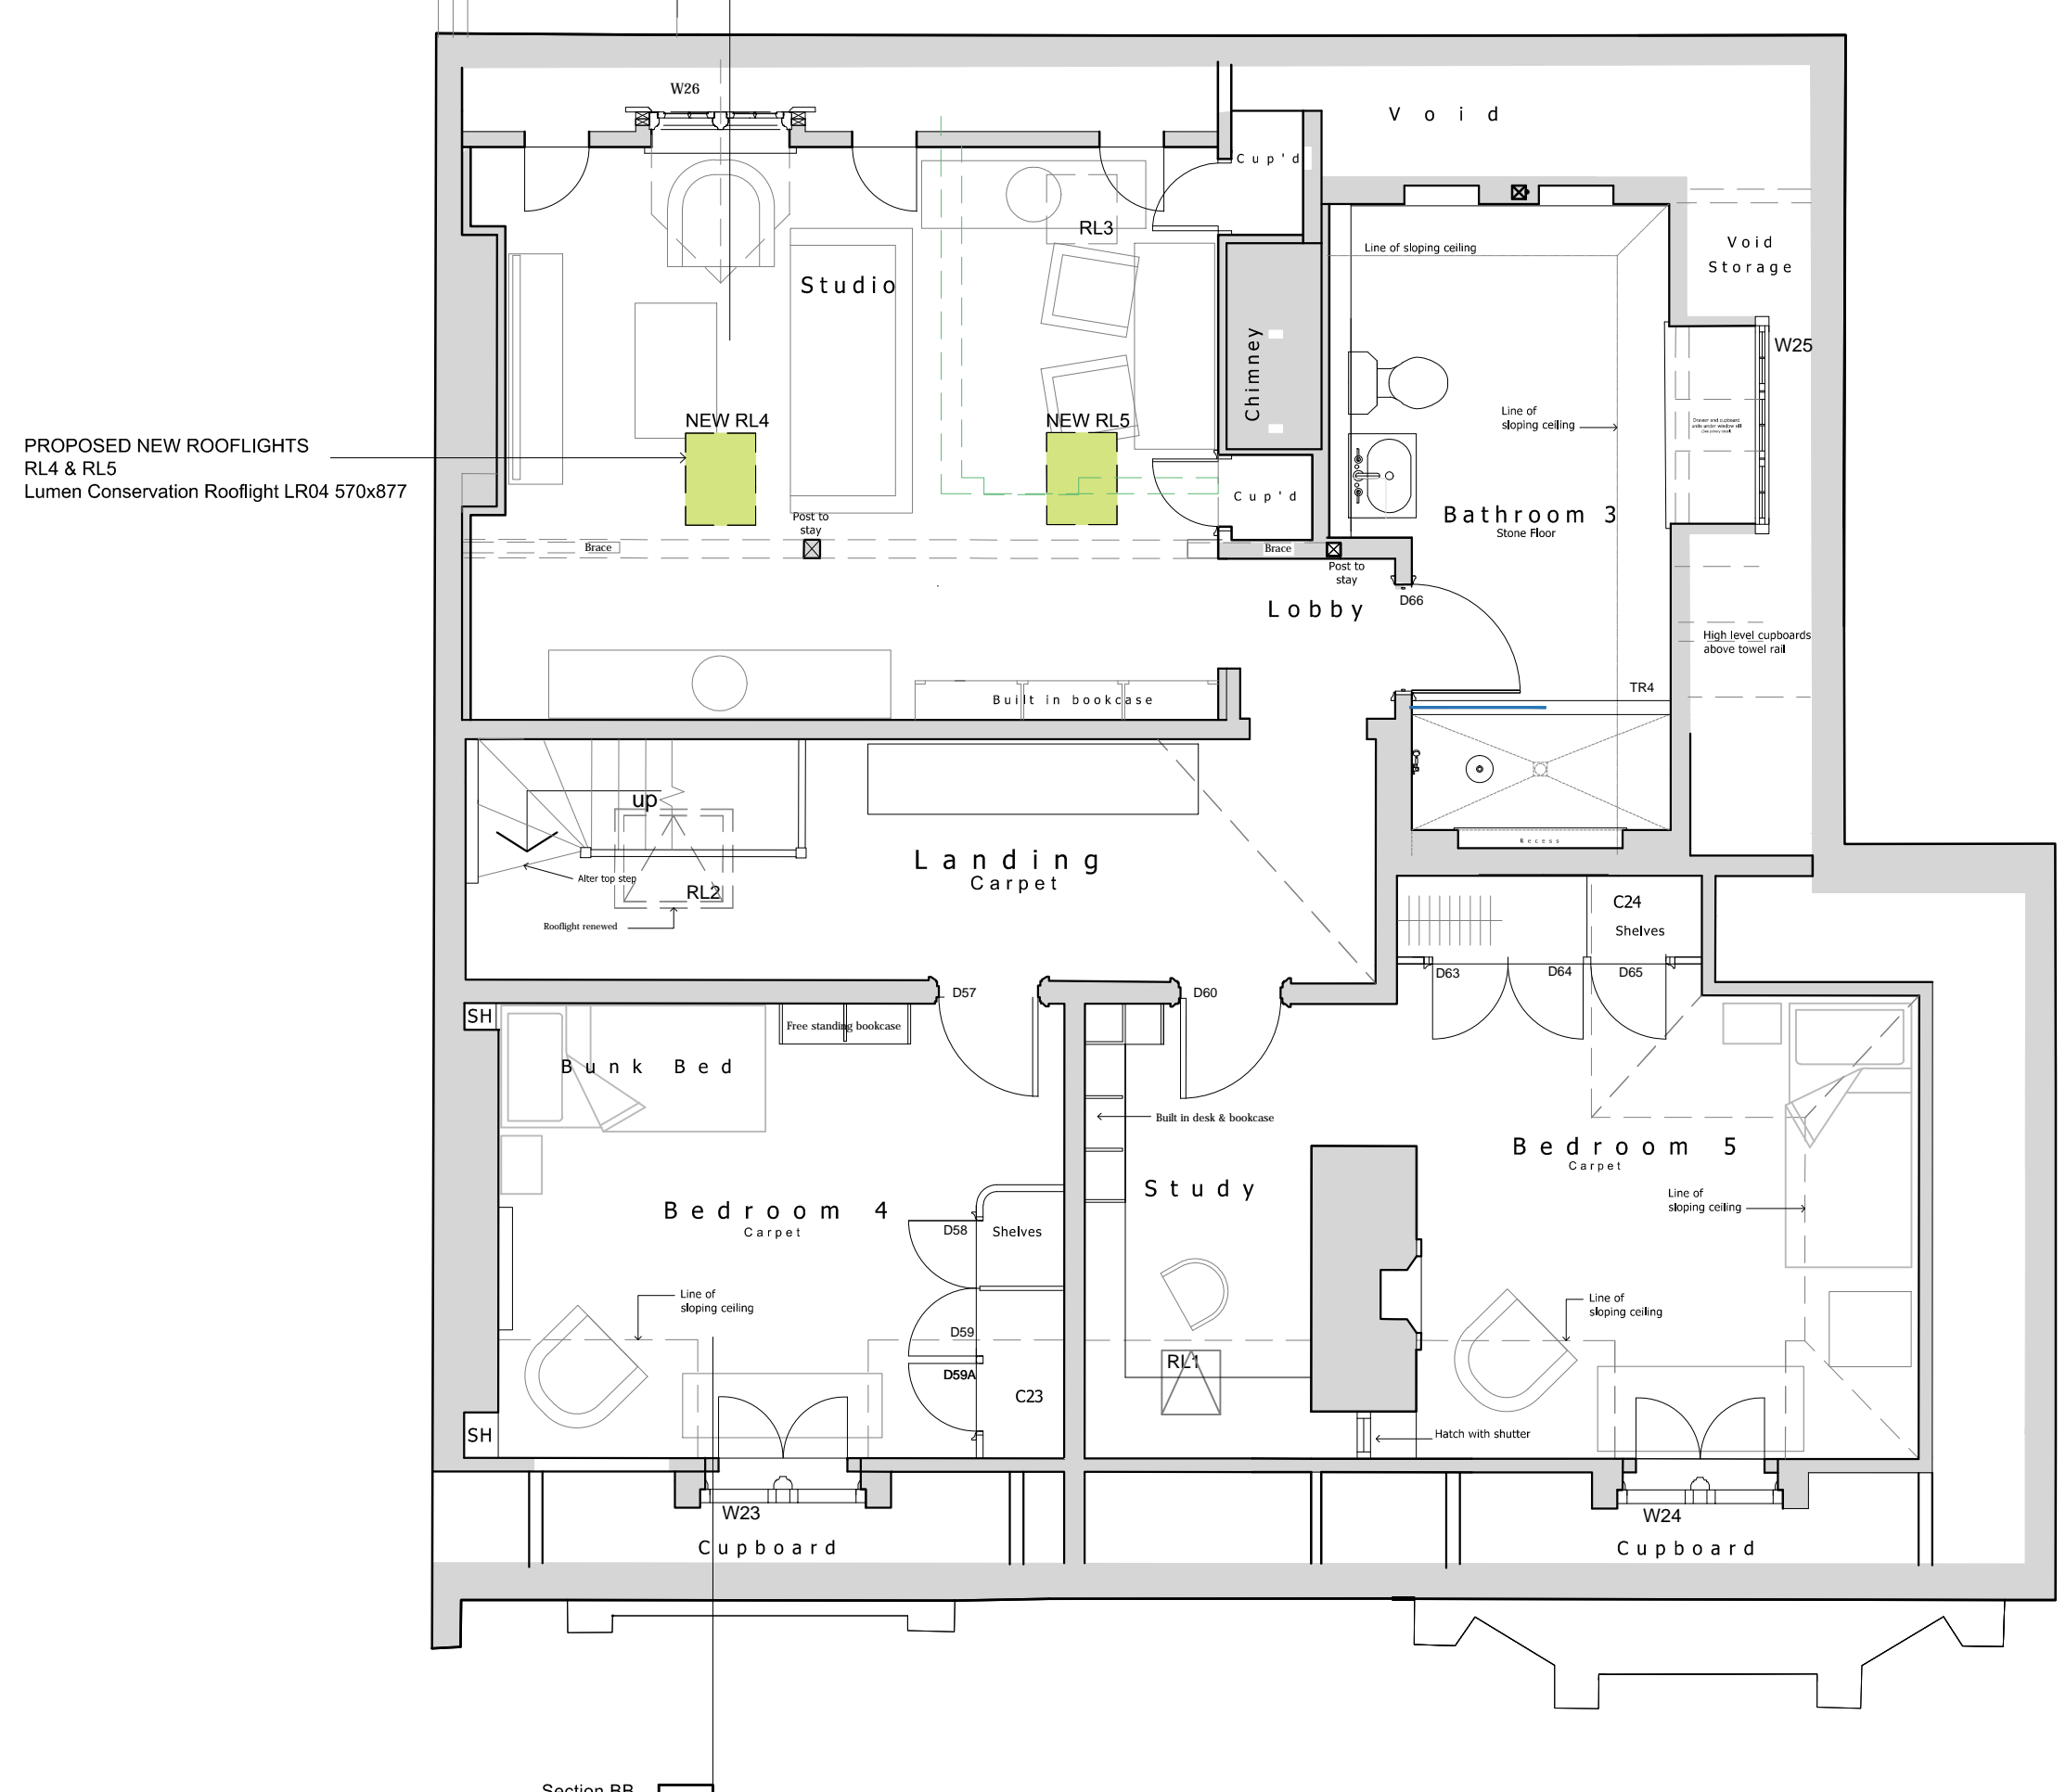 W26
Void
Cup'd
RL3
Line of sloping ceiling
Void
Storage
Studio
Chimney
W25
NEW RL4
NEW RL5
PROPOSED NEW ROOFLIGHTS
RL4 & RL5
Lumen Conservation Rooflight LR04 570x877
Line of
sloping ceiling
Cup'd
Bathroom 3
Stone Floor
Post to
stay
Brace
Brace
Post to
stay
D66
Lobby
High level cupboards
above towel rail
TR4
Built in bookcase
up
Recess
Landing
Carpet
Alter top step
RL2
Rooflight renewed
C24
Shelves
D63
D64
D65
D57
D60
SH
Free standing bookcase
Bunk Bed
Built in desk & bookcase
Bedroom 5
Carpet
Study
Line of
sloping ceiling
Bedroom 4
Carpet
D58
Shelves
Line of
sloping ceiling
Line of
sloping ceiling
D59
RL1
D59A
C23
SH
Hatch with shutter
W23
W24
Cupboard
Cupboard
Section BB